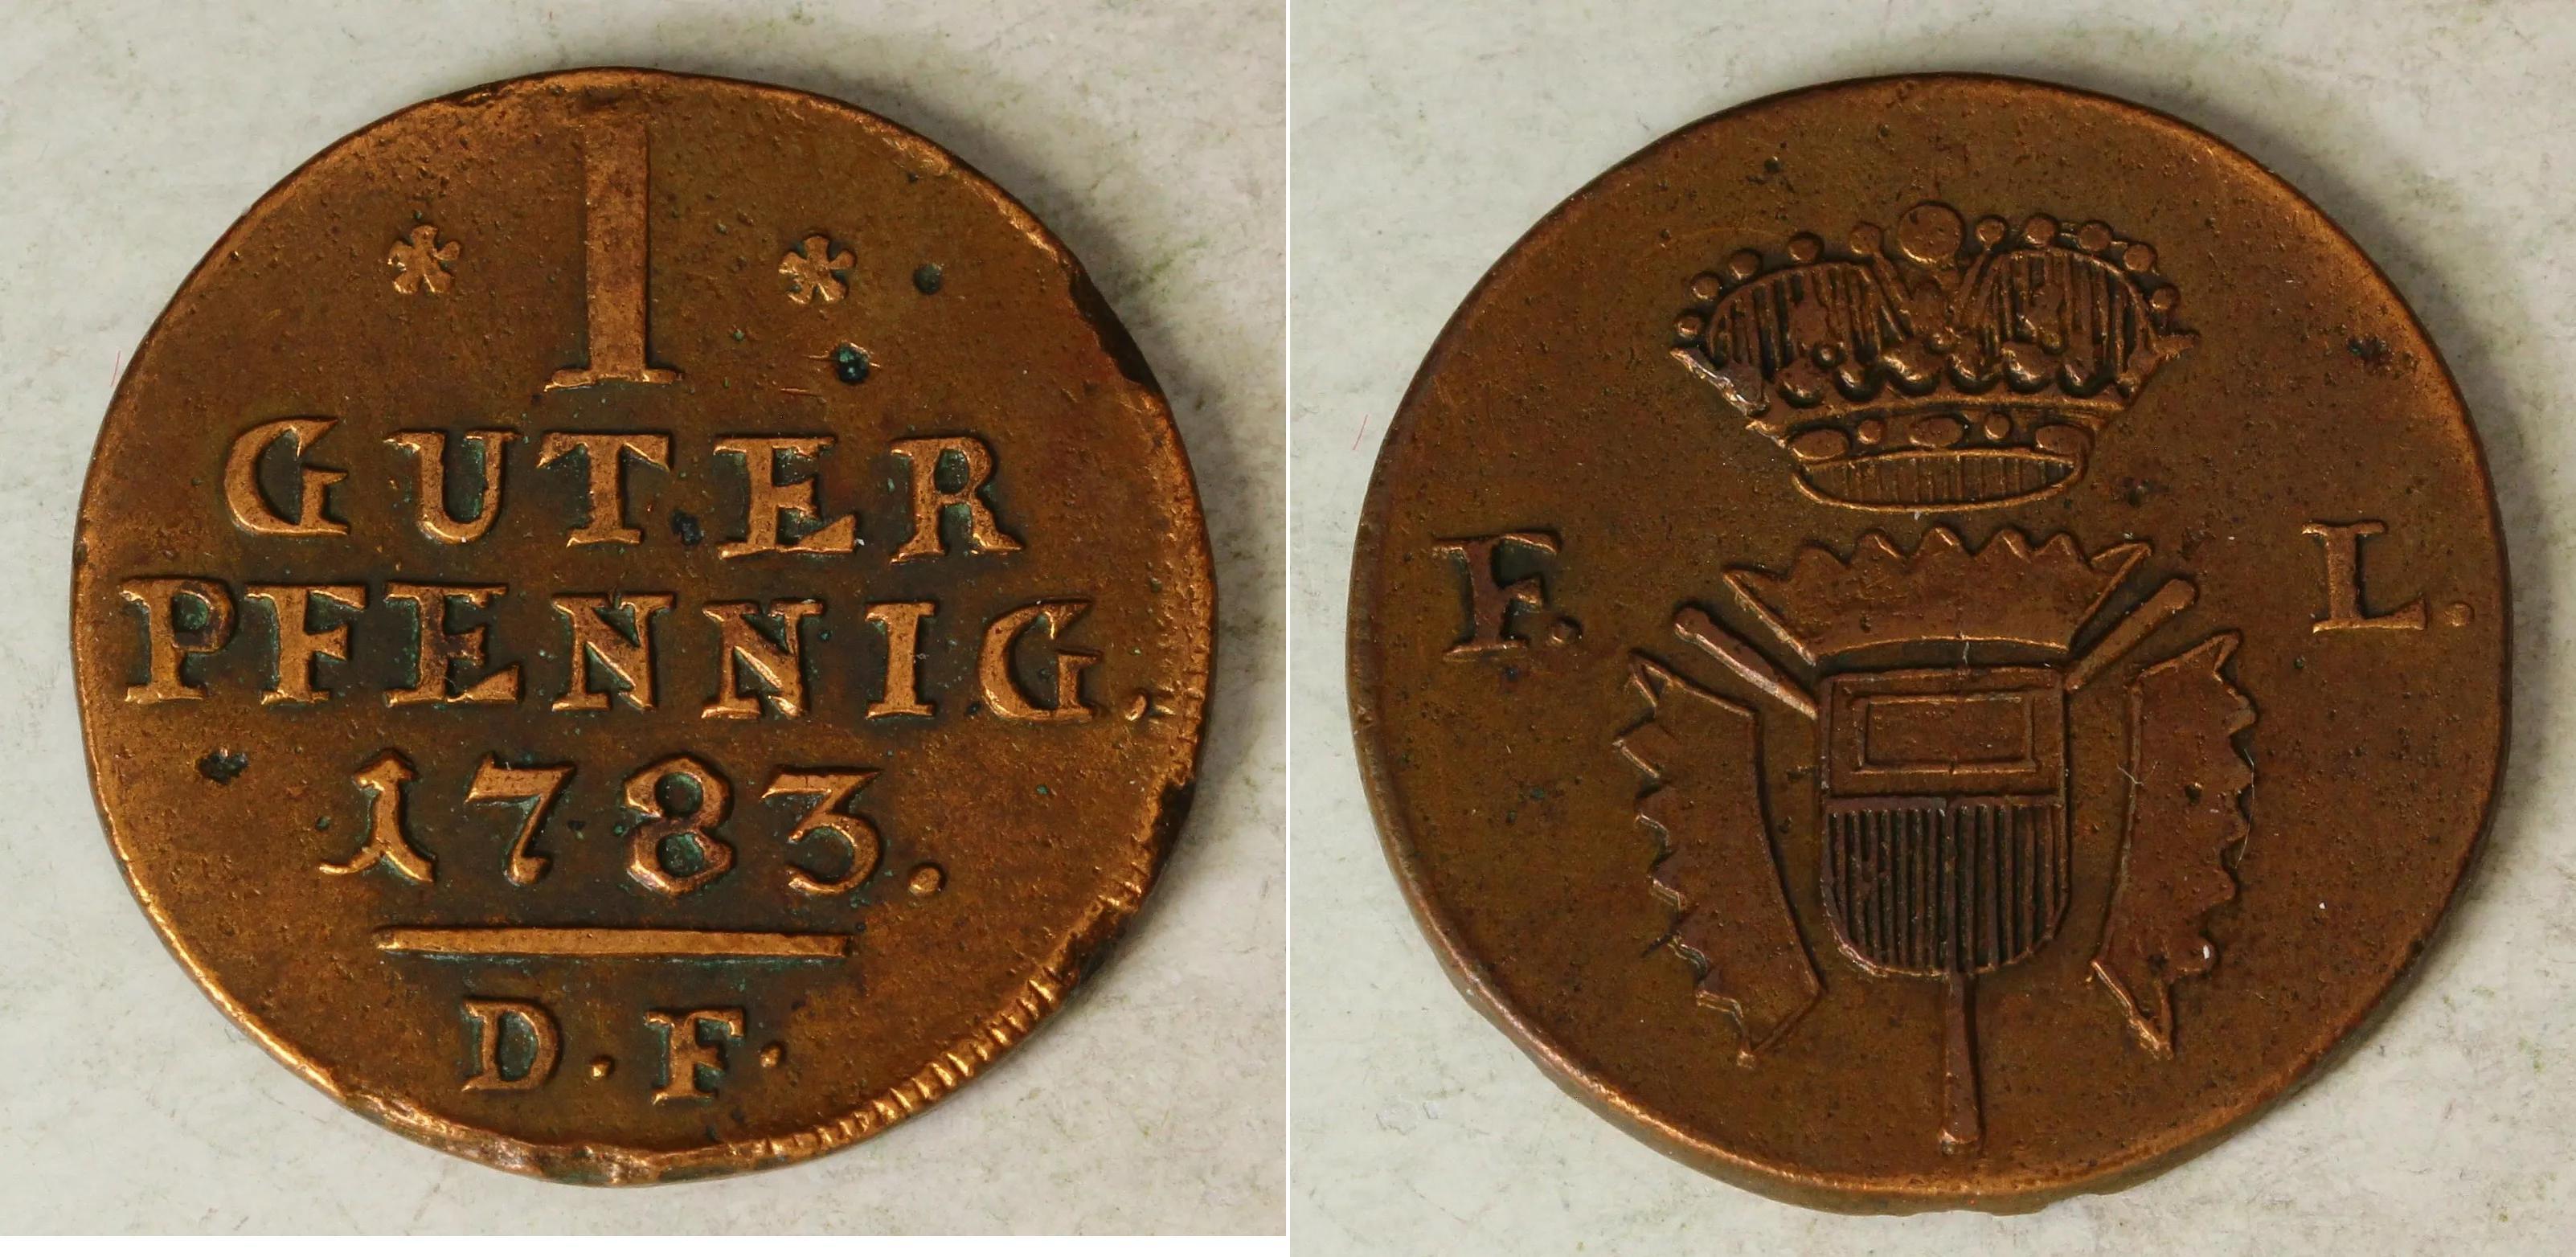 * 1 *
GUTER
PFENNIG.
1783.
D. F.
F. L.